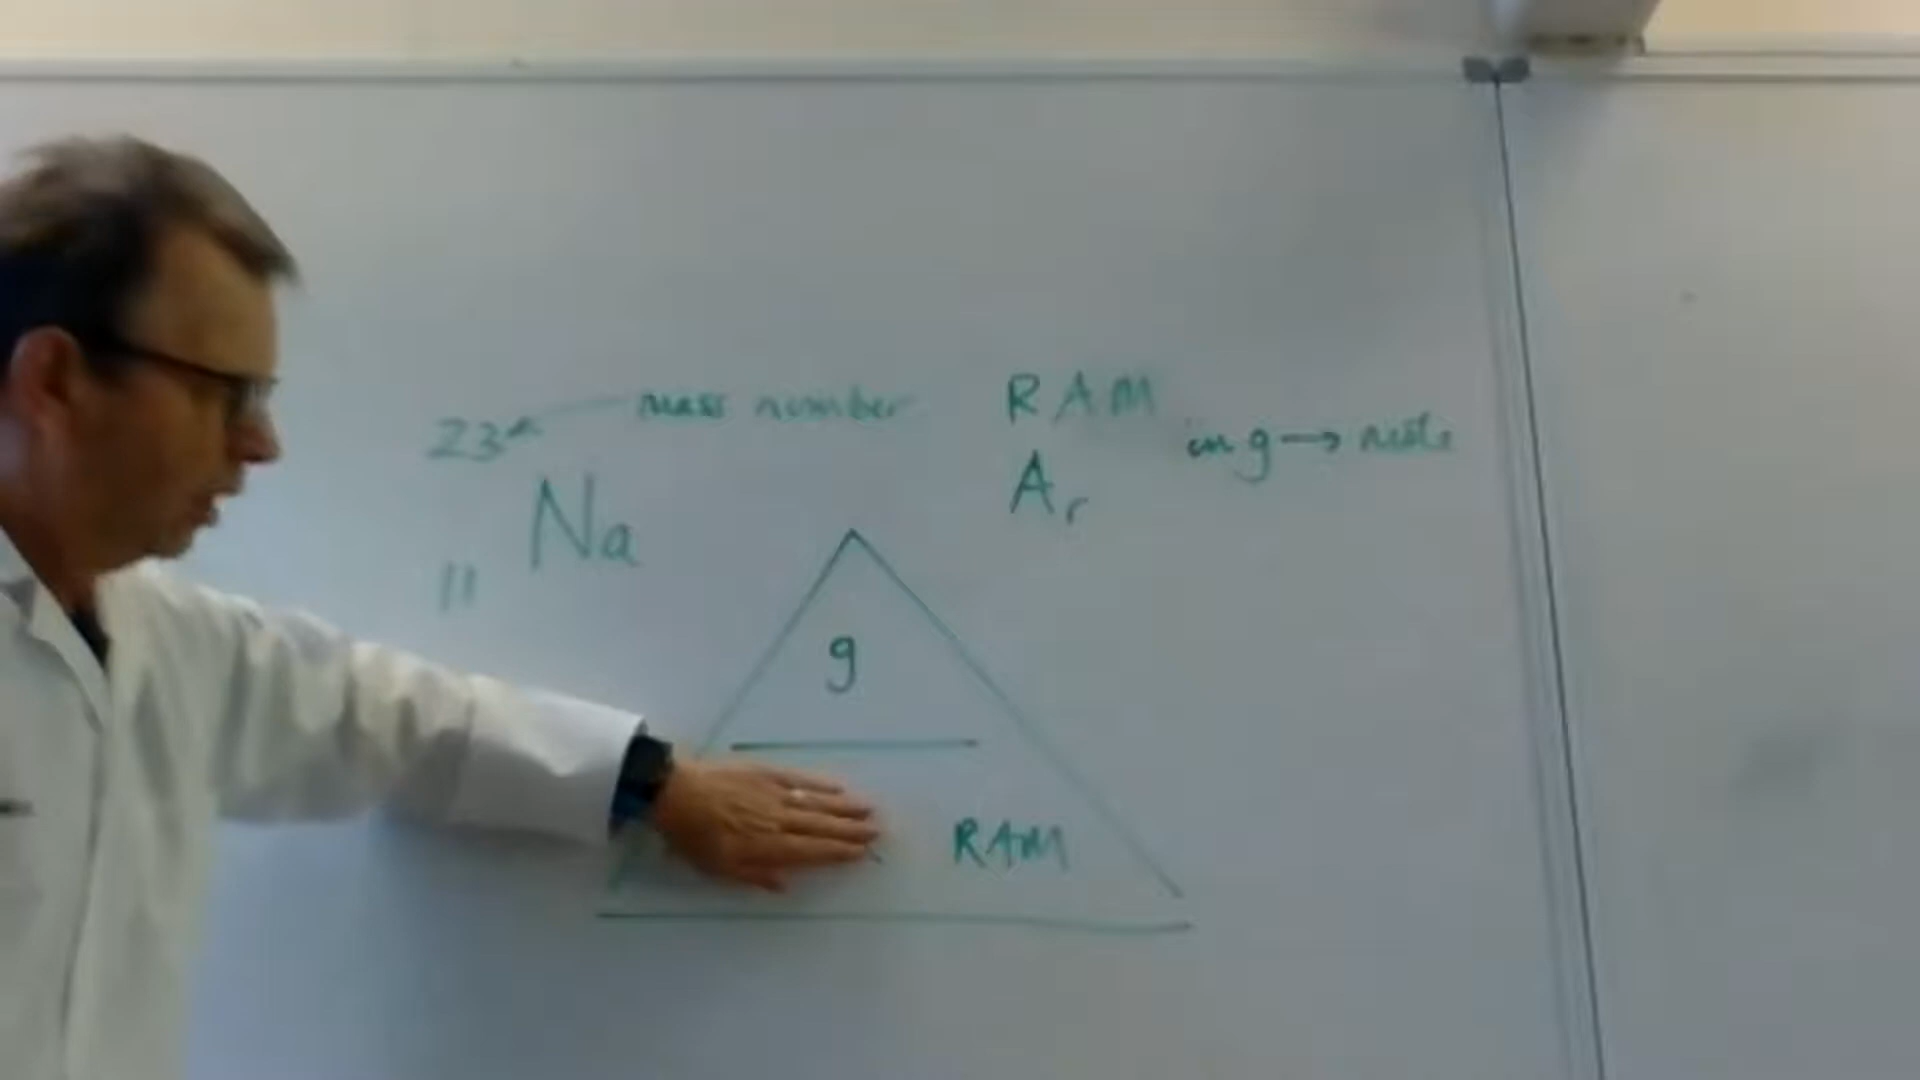 23 mass number RAM
in g → mole
Na Ar
11
g
x RAM